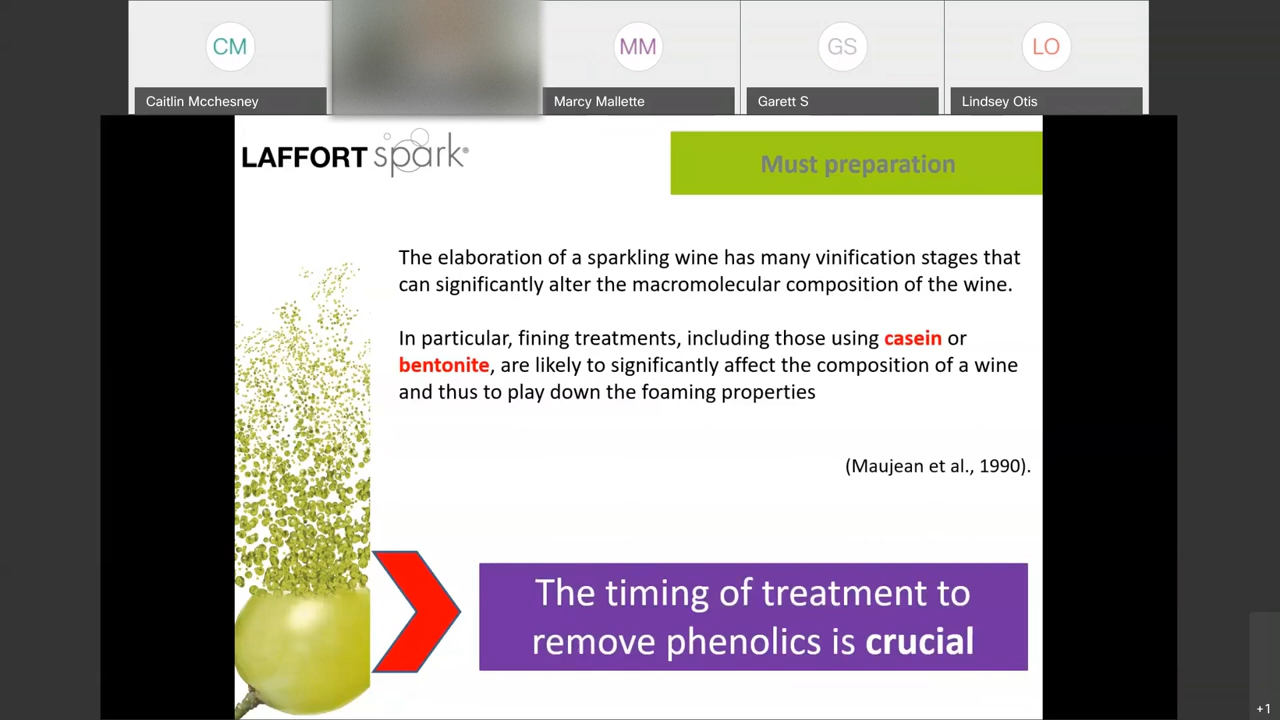 CM
MM
GS
LO
Caitlin Mcchesney
Marcy Mallette
Garett S
Lindsey Otis
LAFFORT spark®
Must preparation
The elaboration of a sparkling wine has many vinification stages that
can significantly alter the macromolecular composition of the wine.
In particular, fining treatments, including those using casein or
bentonite, are likely to significantly affect the composition of a wine
and thus to play down the foaming properties
(Maujean et al., 1990).
The timing of treatment to
remove phenolics is crucial
+1